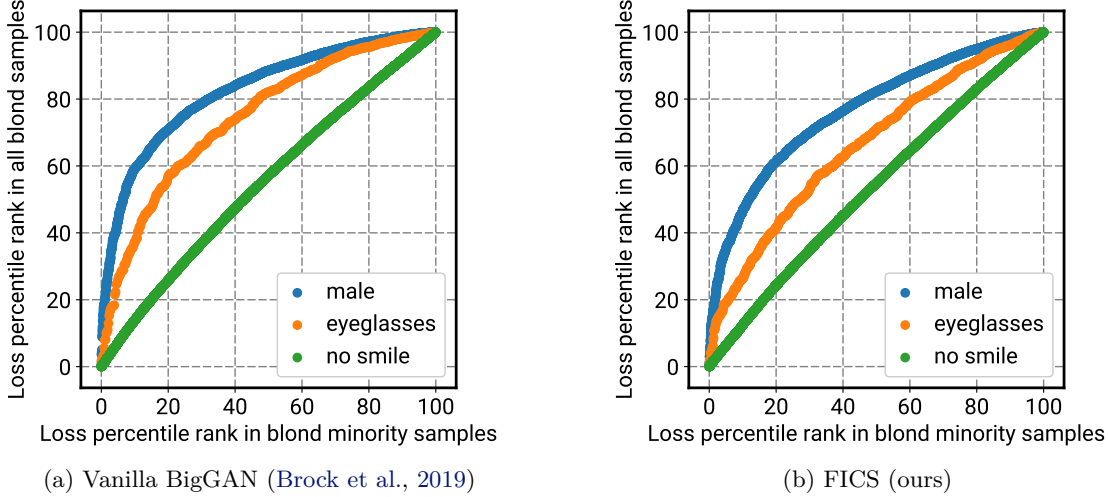 Loss percentile rank in all blond samples
100
80
60
40
20
0
0 20 40 60 80 100
male
eyeglasses
no smile
Loss percentile rank in blond minority samples
(a) Vanilla BigGAN (Brock et al., 2019)
Loss percentile rank in all blond samples
100
80
60
40
20
0
0 20 40 60 80 100
male
eyeglasses
no smile
Loss percentile rank in blond minority samples
(b) FICS (ours)